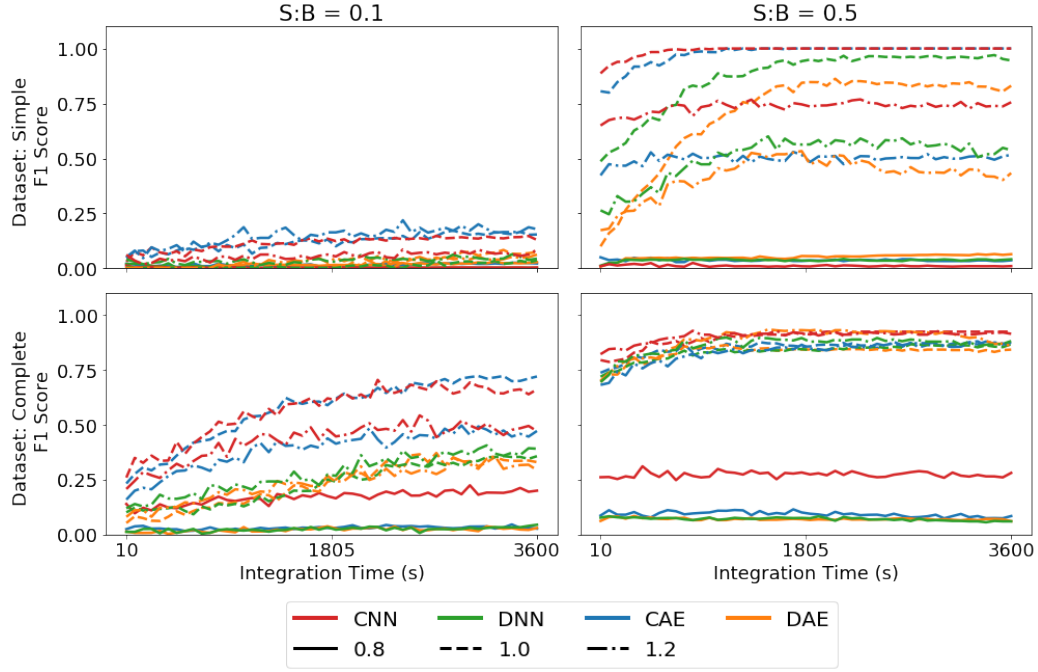 S:B = 0.1
S:B = 0.5
Dataset: Simple
F1 Score
1.00
0.75
0.50
0.25
0.00
Dataset: Complete
F1 Score
1.00
0.75
0.50
0.25
0.00
10
1805
3600
10
1805
3600
Integration Time (s)
Integration Time (s)
CNN
DNN
CAE
DAE
0.8
1.0
1.2